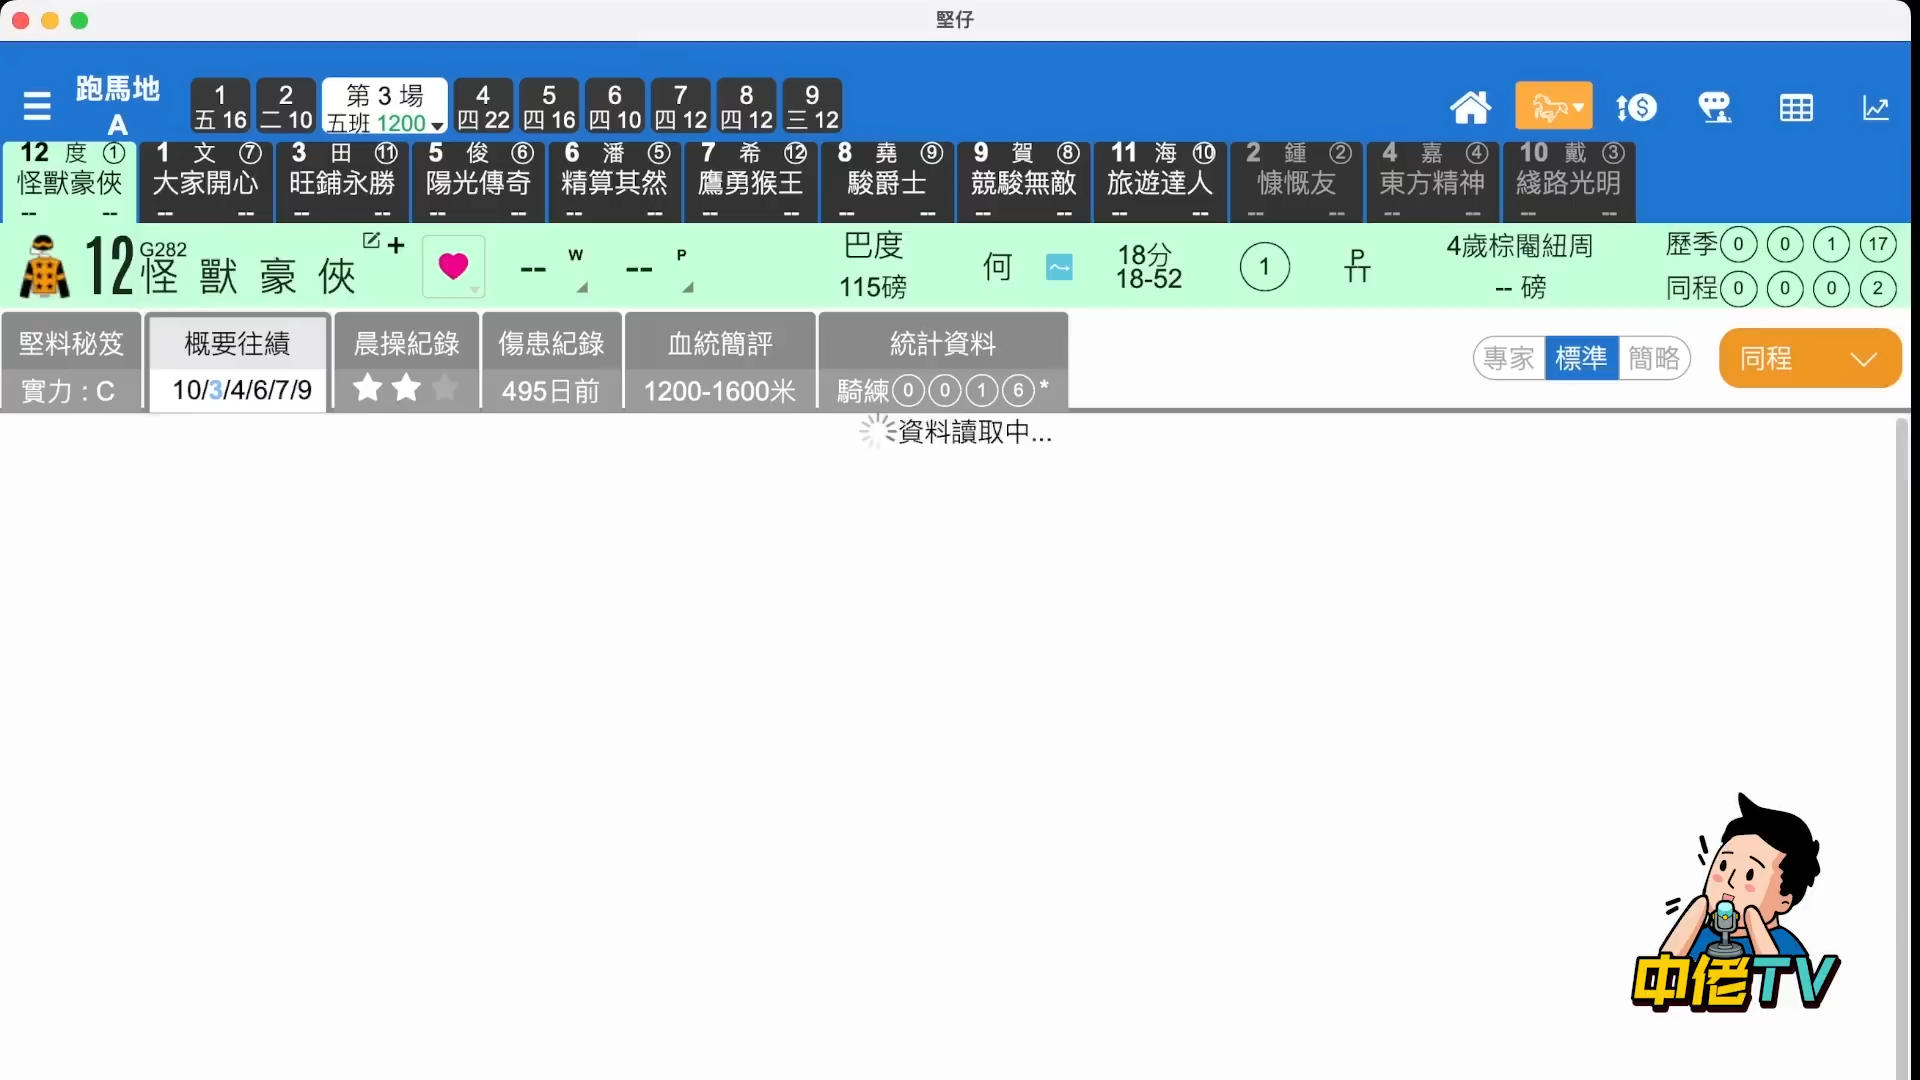 堅仔
跑馬地
A
1
五 16
2
二 10
第 3 場
五班 1200
4
四 22
5
四 16
6
四 10
7
四 12
8
四 12
9
三 12
12 度 ①
怪獸豪俠
-- --
1 文 ⑦
大家開心
-- --
3 田 ⑪
旺鋪永勝
-- --
5 俊 ⑥
陽光傳奇
-- --
6 潘 ⑤
精算其然
-- --
7 希 ⑫
鷹勇猴王
-- --
8 堯 ⑨
駿爵士
-- --
9 賀 ⑧
競駿無敵
-- --
11 海 ⑩
旅遊達人
-- --
2 鍾 ②
慷慨友
-- --
4 嘉 ④
東方精神
-- --
10 戴 ③
綫路光明
-- --
12
G282
怪獸豪俠
+
-- W
-- P
巴度
115磅
何
18分
18-52
1
P
4歲棕閹紐周
-- 磅
歷季 0 0 1 17
同程 0 0 0 2
堅料秘笈
實力 : C
概要往績
10/3/4/6/7/9
晨操紀錄
傷患紀錄
495日前
血統簡評
1200-1600米
統計資料
騎練 0 0 1 6 *
專家
標準
簡略
同程
資料讀取中...
中佬TV